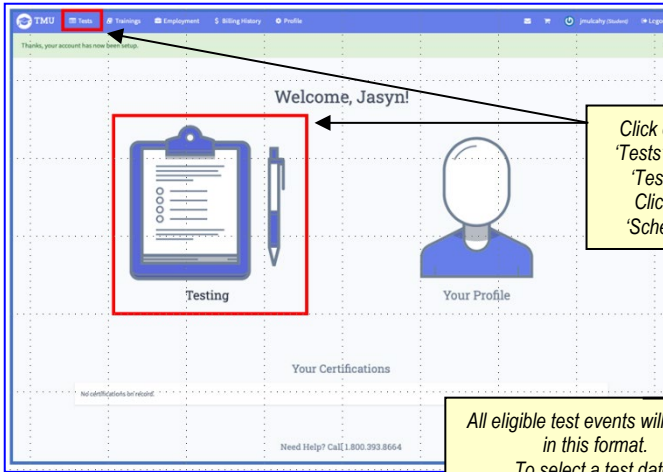 TMU Tests Trainings Employment $ Billing History Profile jmulcahy (Student)
Thanks, your account has now been setup.
Welcome, Jasyn!
Click
'Tests
'Tes
Clic
'Sche
Testing
Your Profile
Your Certifications
No certifications on record.
All eligible test events will
in this format.
To select a test dat
Need Help? Call 1.800.393.8664